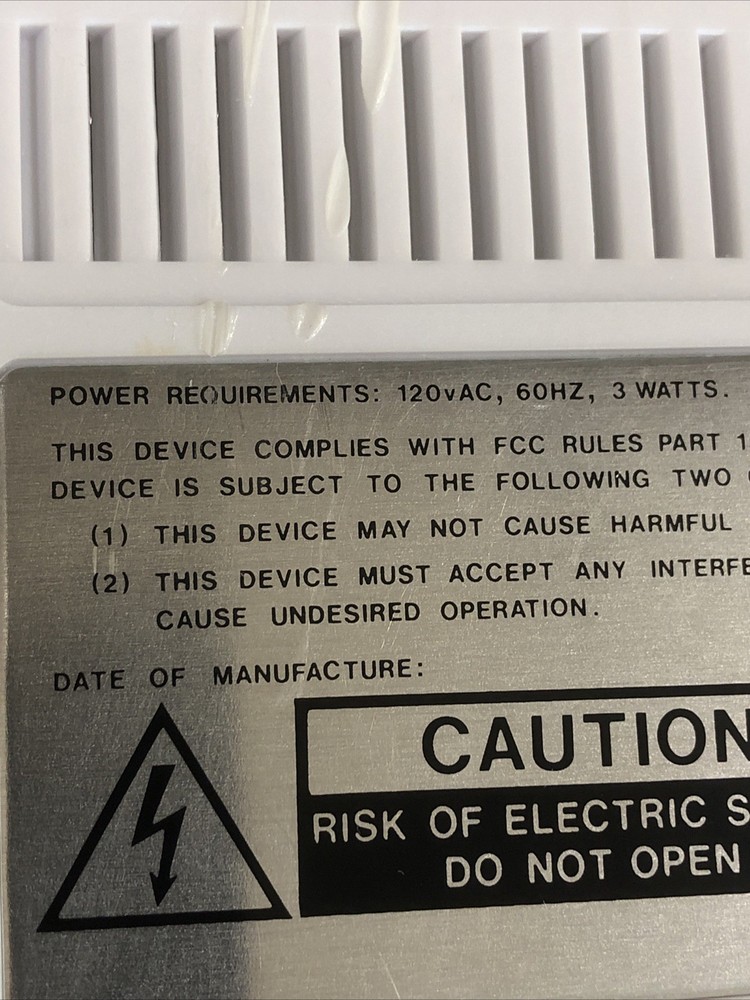 POWER REQUIREMENTS: 120vAC, 60HZ, 3 WATTS.
THIS DEVICE COMPLIES WITH FCC RULES PART 1
DEVICE IS SUBJECT TO THE FOLLOWING TWO
(1) THIS DEVICE MAY NOT CAUSE HARMFUL
(2) THIS DEVICE MUST ACCEPT ANY INTERFE
CAUSE UNDESIRED OPERATION.
DATE OF MANUFACTURE:
CAUTION
RISK OF ELECTRIC S
DO NOT OPEN